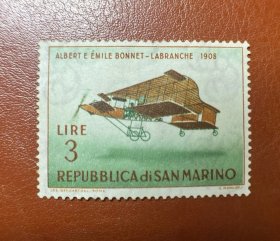 ALBERT E ÉMILE BONNET-LABRANCHE 1908
LIRE
3
REPUBBLICA di SAN MARINO